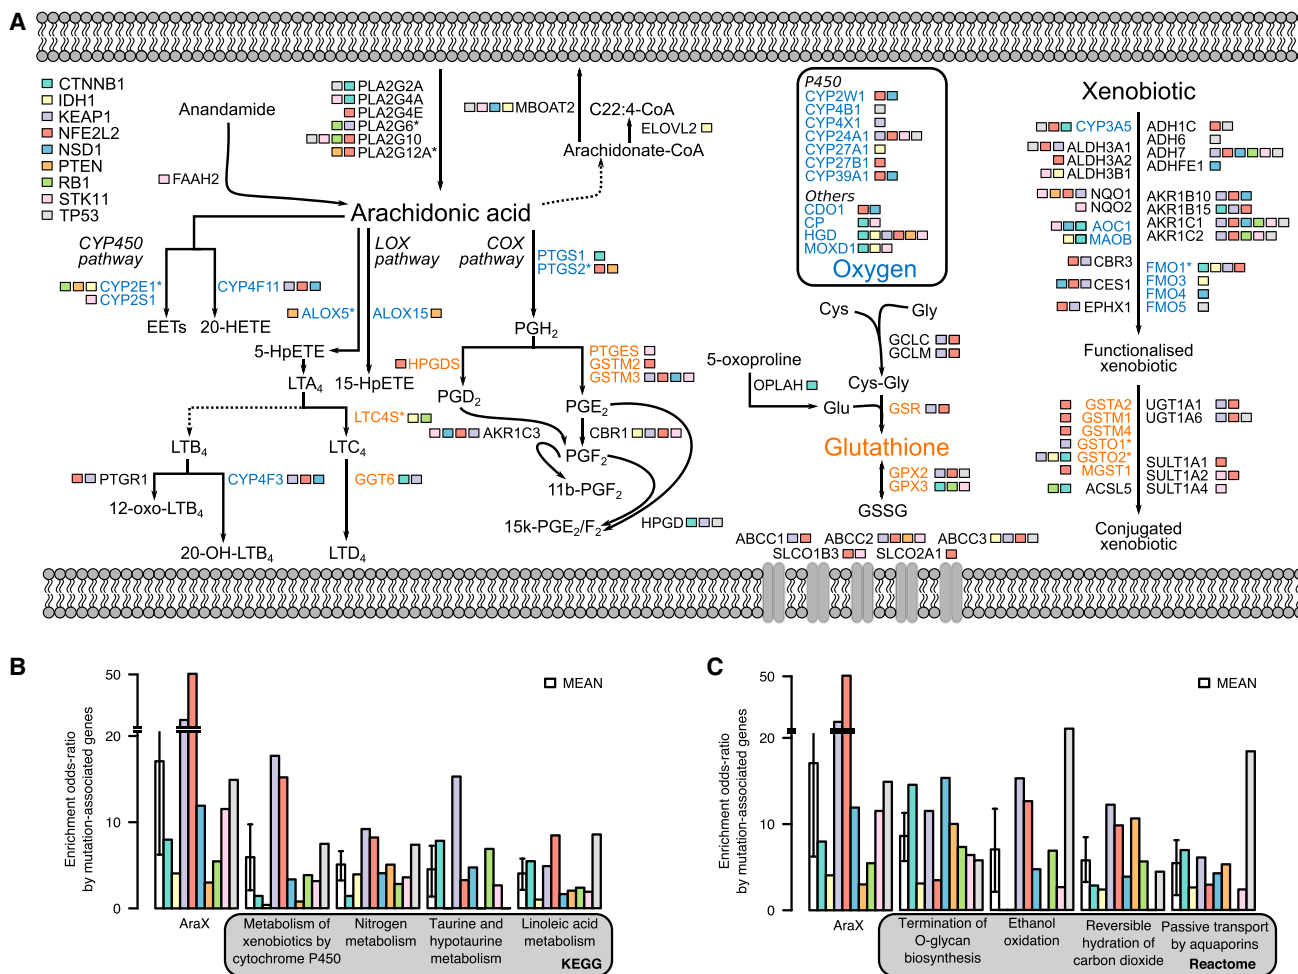 A
CTNNB1
IDH1
KEAP1
NFE2L2
NSD1
PTEN
RB1
STK11
TP53
Anandamide
FAAH2
PLA2G2A
PLA2G4A
PLA2G4E
PLA2G6*
PLA2G10
PLA2G12A*
MBOAT2
C22:4-CoA
ELOVL2
Arachidonate-CoA
Arachidonic acid
CYP450
pathway
LOX
pathway
COX
pathway
CYP2E1*
CYP2S1
CYP4F11
EETs
20-HETE
ALOX5*
ALOX15
PTGS1
PTGS2*
5-HpETE
LTA4
15-HpETE
PGH2
HPGDS
PTGES
GSTM2
GSTM3
PGD2
PGE2
LTC4S*
LTB4
LTC4
AKR1C3
CBR1
PGF2
11b-PGF2
PTGR1
CYP4F3
GGT6
12-oxo-LTB4
15k-PGE2/F2
HPGD
20-OH-LTB4
LTD4
P450
CYP2W1
CYP4B1
CYP4X1
CYP24A1
CYP27A1
CYP27B1
CYP39A1
Others
CDO1
CP
HGD
MOXD1
Oxygen
Cys
Gly
GCLC
GCLM
5-oxoproline
OPLAH
Cys-Gly
Glu
GSR
Glutathione
GPX2
GPX3
GSSG
ABCC1
ABCC2
ABCC3
SLCO1B3
SLCO2A1
Xenobiotic
CYP3A5
ALDH3A1
ALDH3A2
ALDH3B1
NQO1
NQO2
AOC1
MAOB
CBR3
CES1
EPHX1
ADH1C
ADH6
ADH7
ADHFE1
AKR1B10
AKR1B15
AKR1C1
AKR1C2
FMO1*
FMO3
FMO4
FMO5
Functionalised
xenobiotic
GSTA2
GSTM1
GSTM4
GSTO1*
GSTO2*
MGST1
ACSL5
UGT1A1
UGT1A6
SULT1A1
SULT1A2
SULT1A4
Conjugated
xenobiotic
B
Enrichment odds-ratio
by mutation-associated genes
50
20
10
0
MEAN
AraX
Metabolism of
xenobiotics by
cytochrome P450
Nitrogen
metabolism
Taurine and
hypotaurine
metabolism
Linoleic acid
metabolism
KEGG
C
Enrichment odds-ratio
by mutation-associated genes
50
20
10
0
MEAN
AraX
Termination of
O-glycan
biosynthesis
Ethanol
oxidation
Reversible
hydration of
carbon dioxide
Passive transport
by aquaporins
Reactome